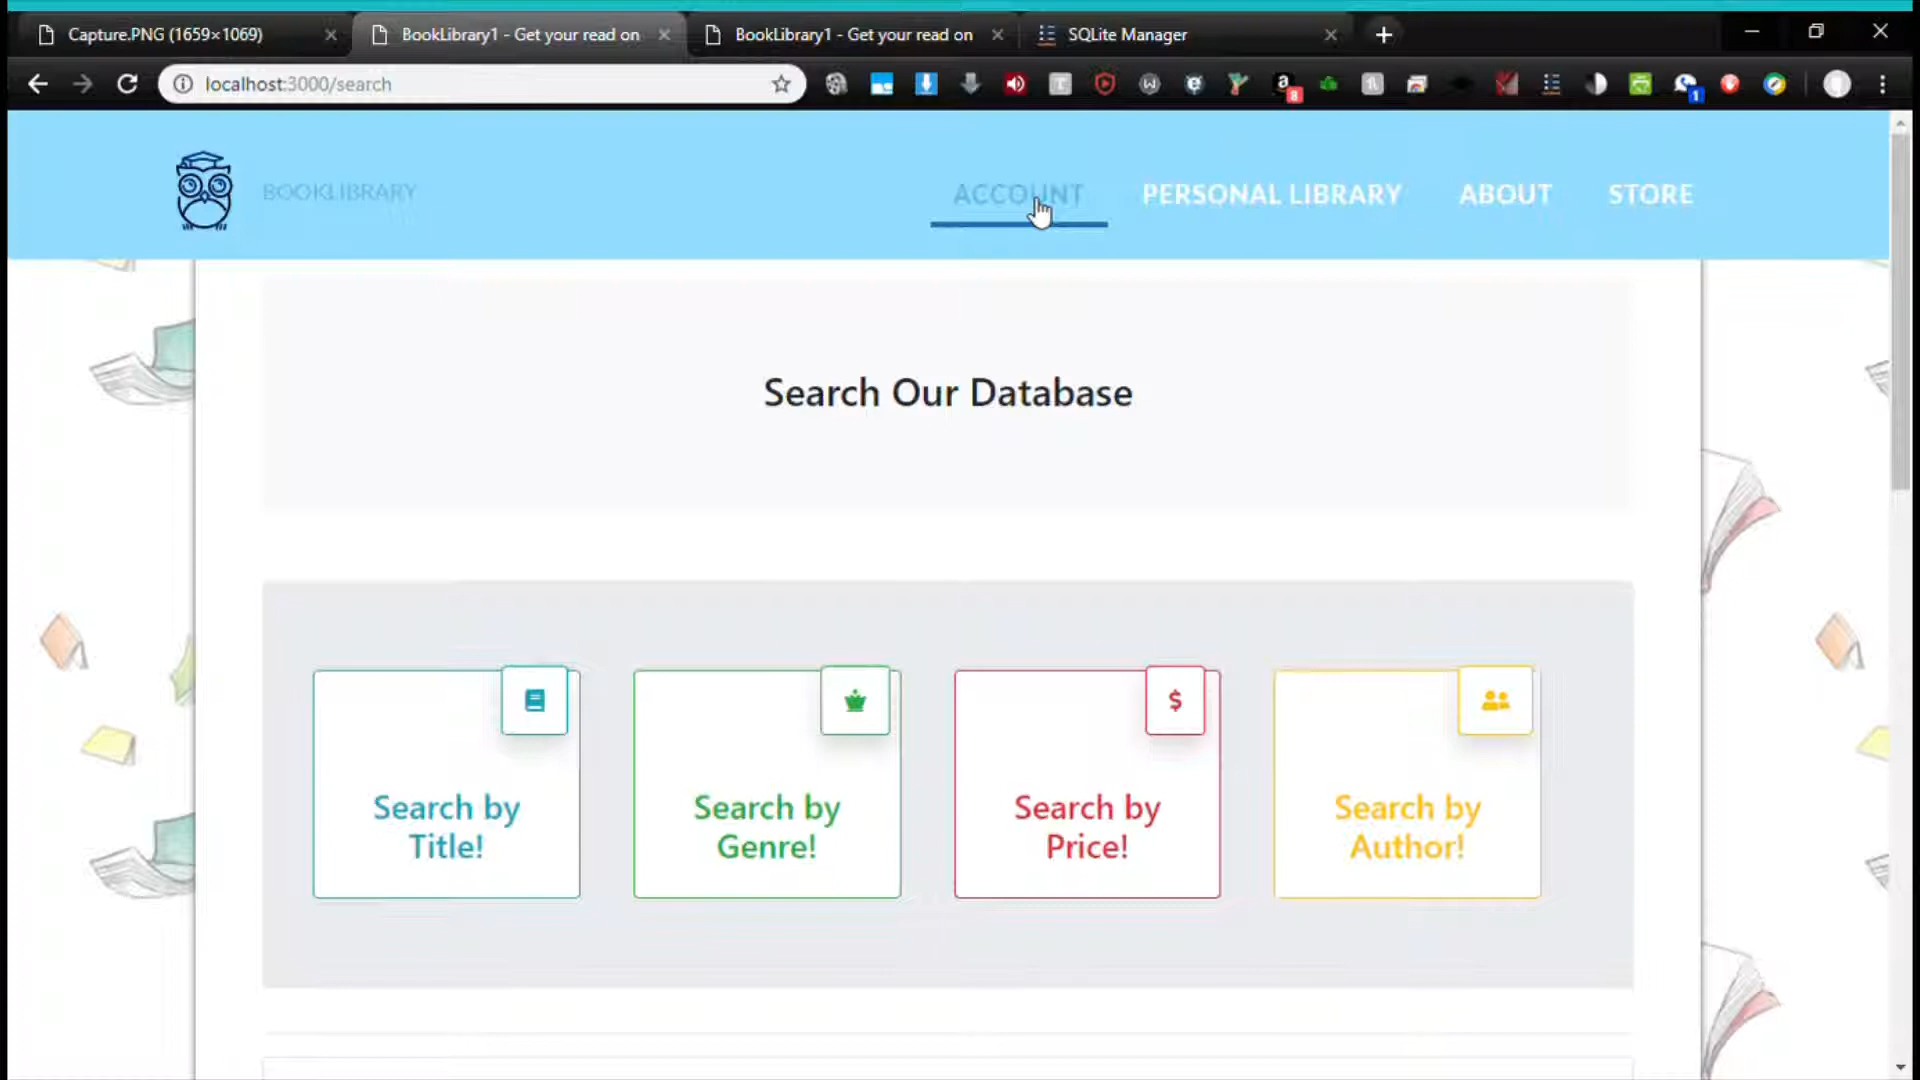 Capture.PNG (1659×1069)
BookLibrary1 - Get your read on
BookLibrary1 - Get your read on
SQLite Manager
localhost:3000/search
8
1
BOOKLIBRARY
ACCOUNT
PERSONAL LIBRARY
ABOUT
STORE
Search Our Database
$
Search by
Title!
Search by
Genre!
Search by
Price!
Search by
Author!